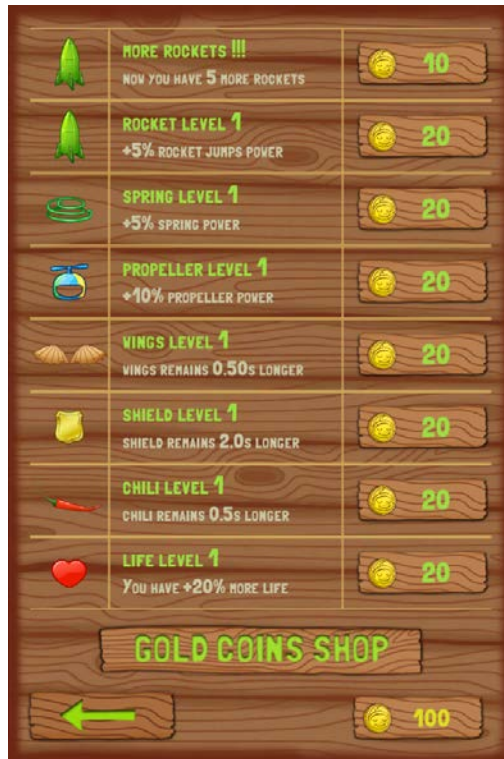 MORE ROCKETS !!!
NOW YOU HAVE 5 MORE ROCKETS
10
ROCKET LEVEL 1
+5% ROCKET JUMPS POWER
20
SPRING LEVEL 1
+5% SPRING POWER
20
PROPELLER LEVEL 1
+10% PROPELLER POWER
20
WINGS LEVEL 1
WINGS REMAINS 0.50S LONGER
20
SHIELD LEVEL 1
SHIELD REMAINS 2.0S LONGER
20
CHILI LEVEL 1
CHILI REMAINS 0.5S LONGER
20
LIFE LEVEL 1
YOU HAVE +20% MORE LIFE
20
GOLD COINS SHOP
100